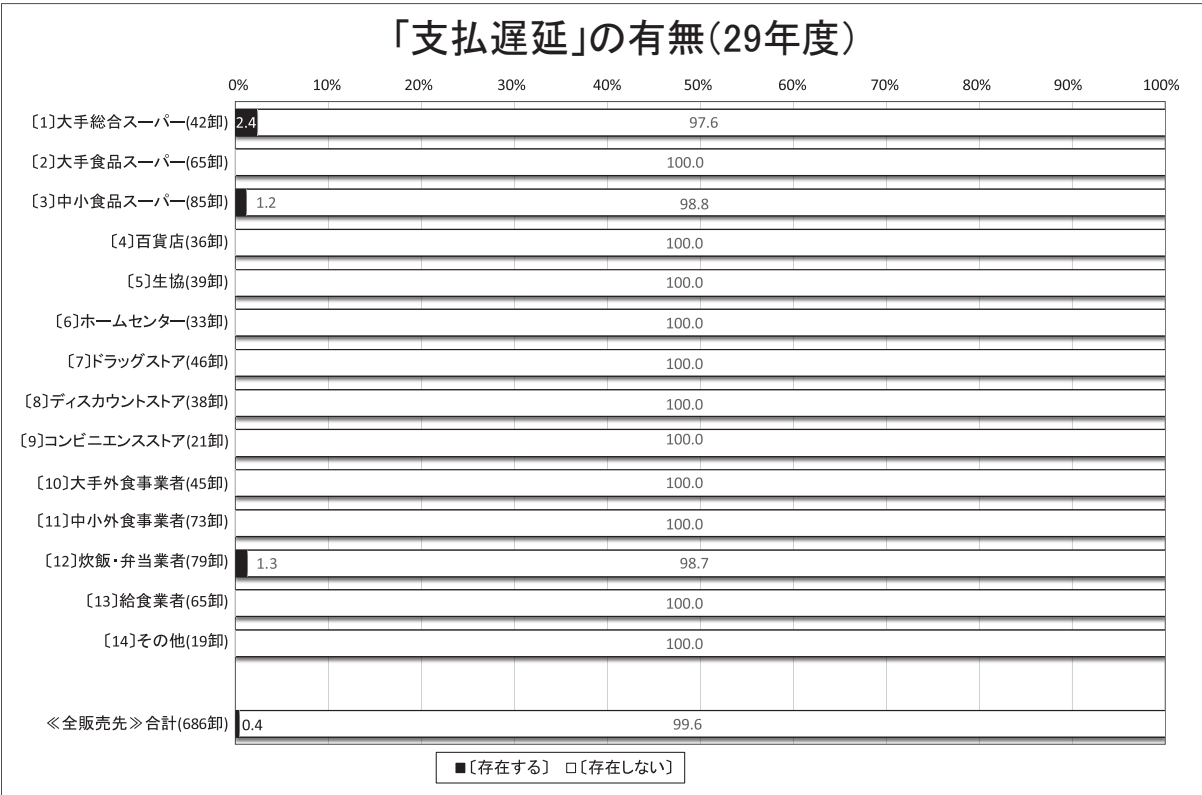 「支払遅延」の有無(29年度)
0% 10% 20% 30% 40% 50% 60% 70% 80% 90% 100%
〔1〕大手総合スーパー(42卸) 2.4 97.6
〔2〕大手食品スーパー(65卸) 100.0
〔3〕中小食品スーパー(85卸) 1.2 98.8
〔4〕百貨店(36卸) 100.0
〔5〕生協(39卸) 100.0
〔6〕ホームセンター(33卸) 100.0
〔7〕ドラッグストア(46卸) 100.0
〔8〕ディスカウントストア(38卸) 100.0
〔9〕コンビニエンスストア(21卸) 100.0
〔10〕大手外食事業者(45卸) 100.0
〔11〕中小外食事業者(73卸) 100.0
〔12〕炊飯・弁当業者(79卸) 1.3 98.7
〔13〕給食業者(65卸) 100.0
〔14〕その他(19卸) 100.0
≪全販売先≫合計(686卸) 0.4 99.6
■〔存在する〕 □〔存在しない〕